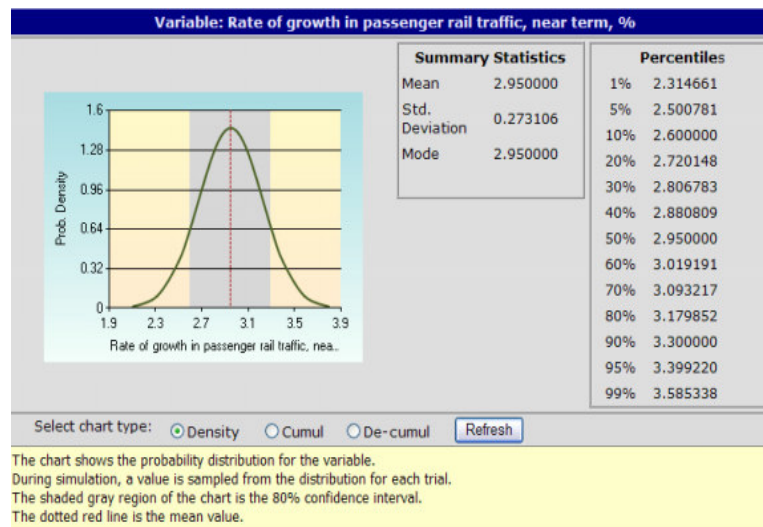 Variable: Rate of growth in passenger rail traffic, near term, %
1.6
1.28
0.96
0.64
0.32
0
Prob. Density
1.9 2.3 2.7 3.1 3.5 3.9
Rate of growth in passenger rail traffic, nea..
Summary Statistics
Mean 2.950000
Std. Deviation 0.273106
Mode 2.950000
Percentiles
1% 2.314661
5% 2.500781
10% 2.600000
20% 2.720148
30% 2.806783
40% 2.880809
50% 2.950000
60% 3.019191
70% 3.093217
80% 3.179852
90% 3.300000
95% 3.399220
99% 3.585338
Select chart type: Density Cumul De-cumul Refresh
The chart shows the probability distribution for the variable.
During simulation, a value is sampled from the distribution for each trial.
The shaded gray region of the chart is the 80% confidence interval.
The dotted red line is the mean value.